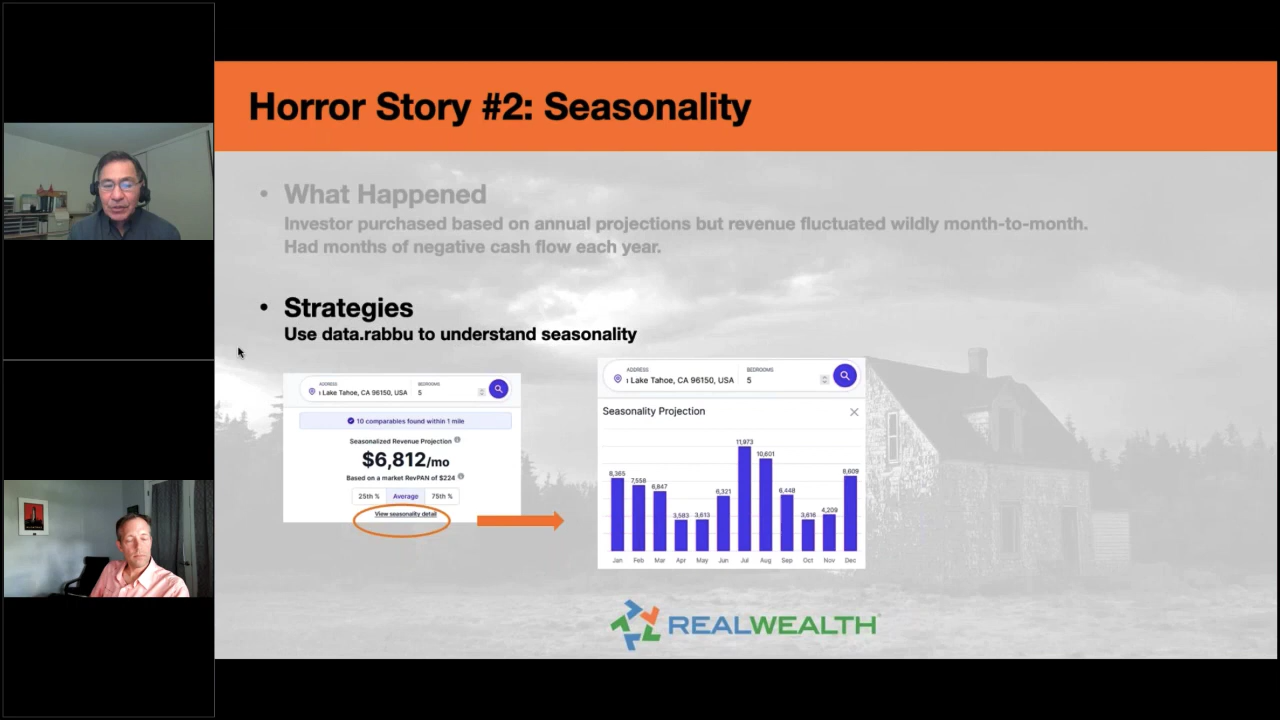 Horror Story #2: Seasonality
• What Happened
Investor purchased based on annual projections but revenue fluctuated wildly month-to-month.
Had months of negative cash flow each year.
• Strategies
Use data.rabbu to understand seasonality
ADDRESS BEDROOMS
Lake Tahoe, CA 96150, USA 5
10 comparables found within 1 mile
Seasonalized Revenue Projection
$6,812/mo
Based on a market RevPAN of $224
25th % Average 75th %
View seasonality detail
ADDRESS BEDROOMS
Lake Tahoe, CA 96150, USA 5
Seasonality Projection
8,365 7,558 6,847 3,583 3,613 6,321 11,973 10,601 6,448 3,616 4,209 8,609
Jan Feb Mar Apr May Jun Jul Aug Sep Oct Nov Dec
REALWEALTH